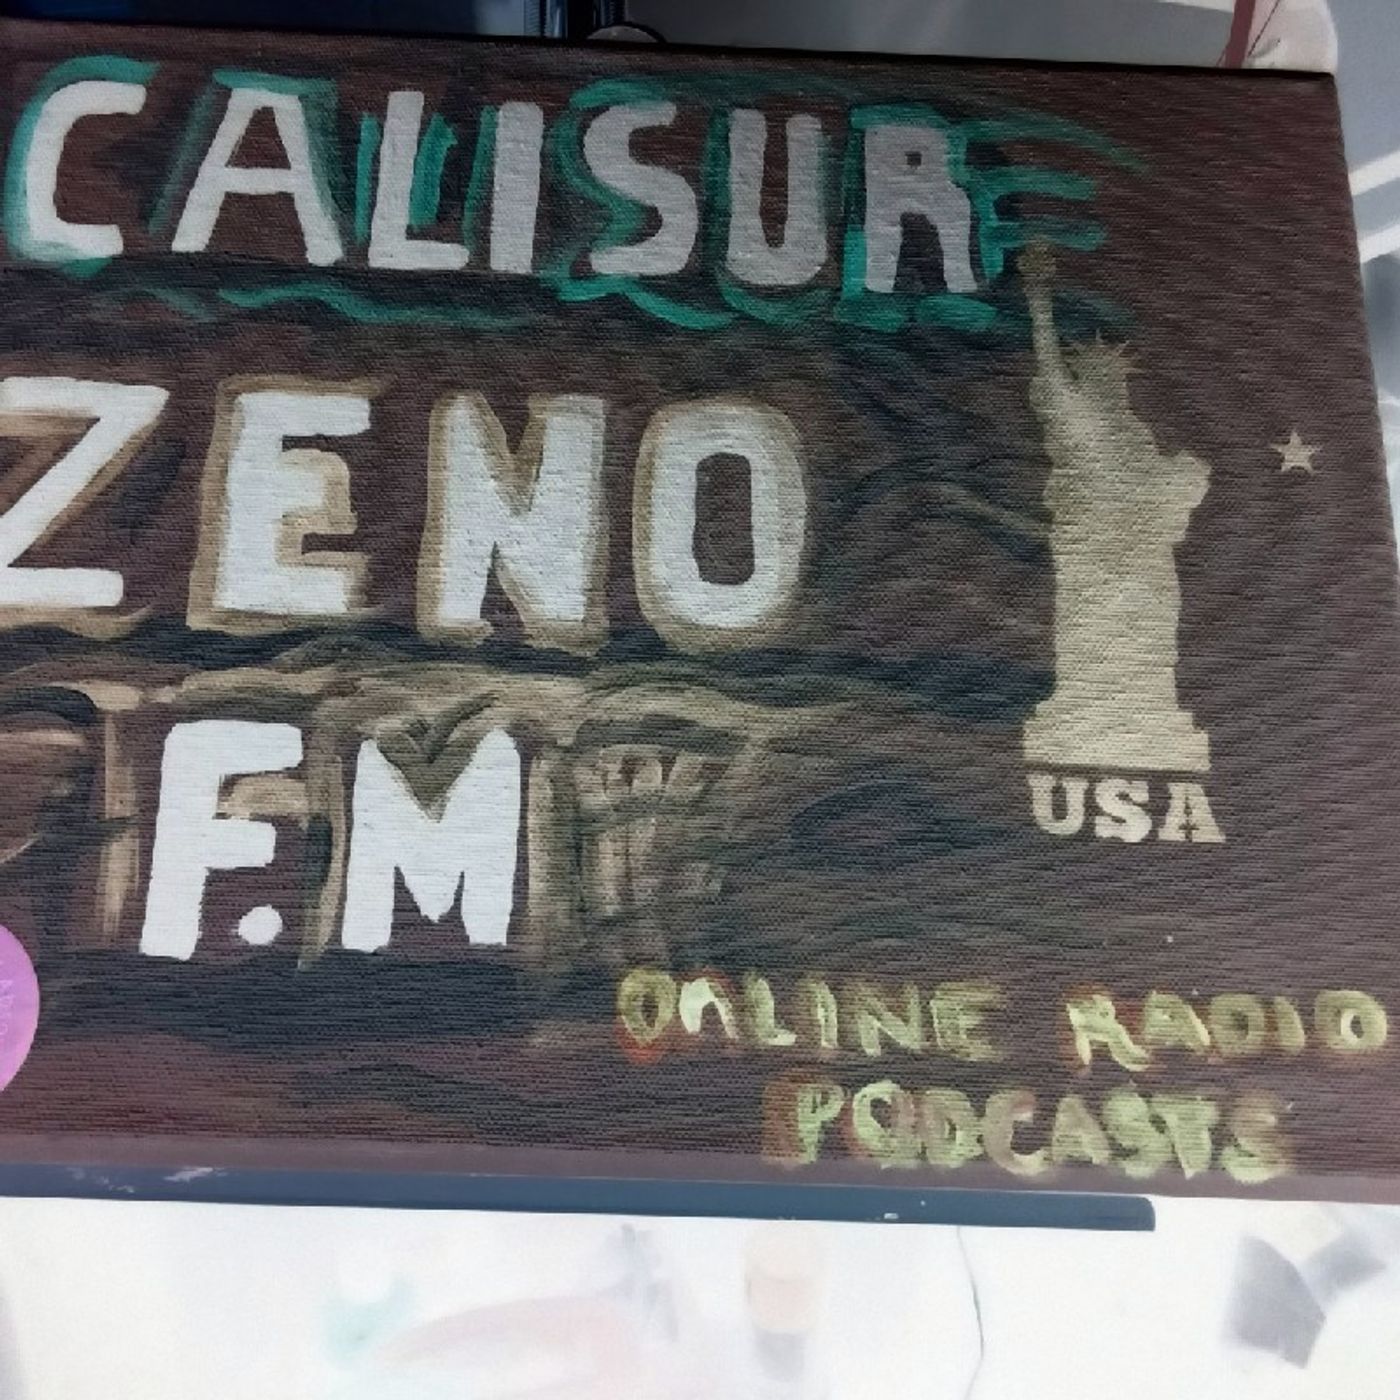 CALISUR
ZENO
F.M
USA
ONLINE RADIO
PODCASTS